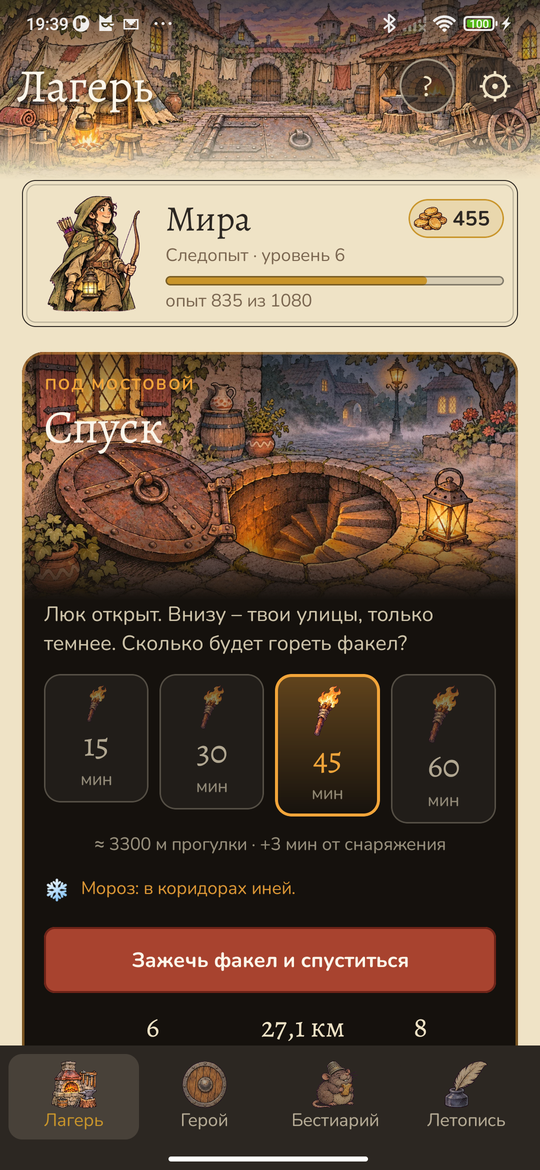 19:39
100
Лагерь
?
Мира
455
Следопыт · уровень 6
опыт 835 из 1080
ПОД МОСТОВОЙ
Спуск
Люк открыт. Внизу – твои улицы, только
темнее. Сколько будет гореть факел?
15 30 45 60
мин мин мин мин
≈ 3300 м прогулки · +3 мин от снаряжения
Мороз: в коридорах иней.
Зажечь факел и спуститься
6 27,1 км 8
Лагерь Герой Бестиарий Летопись